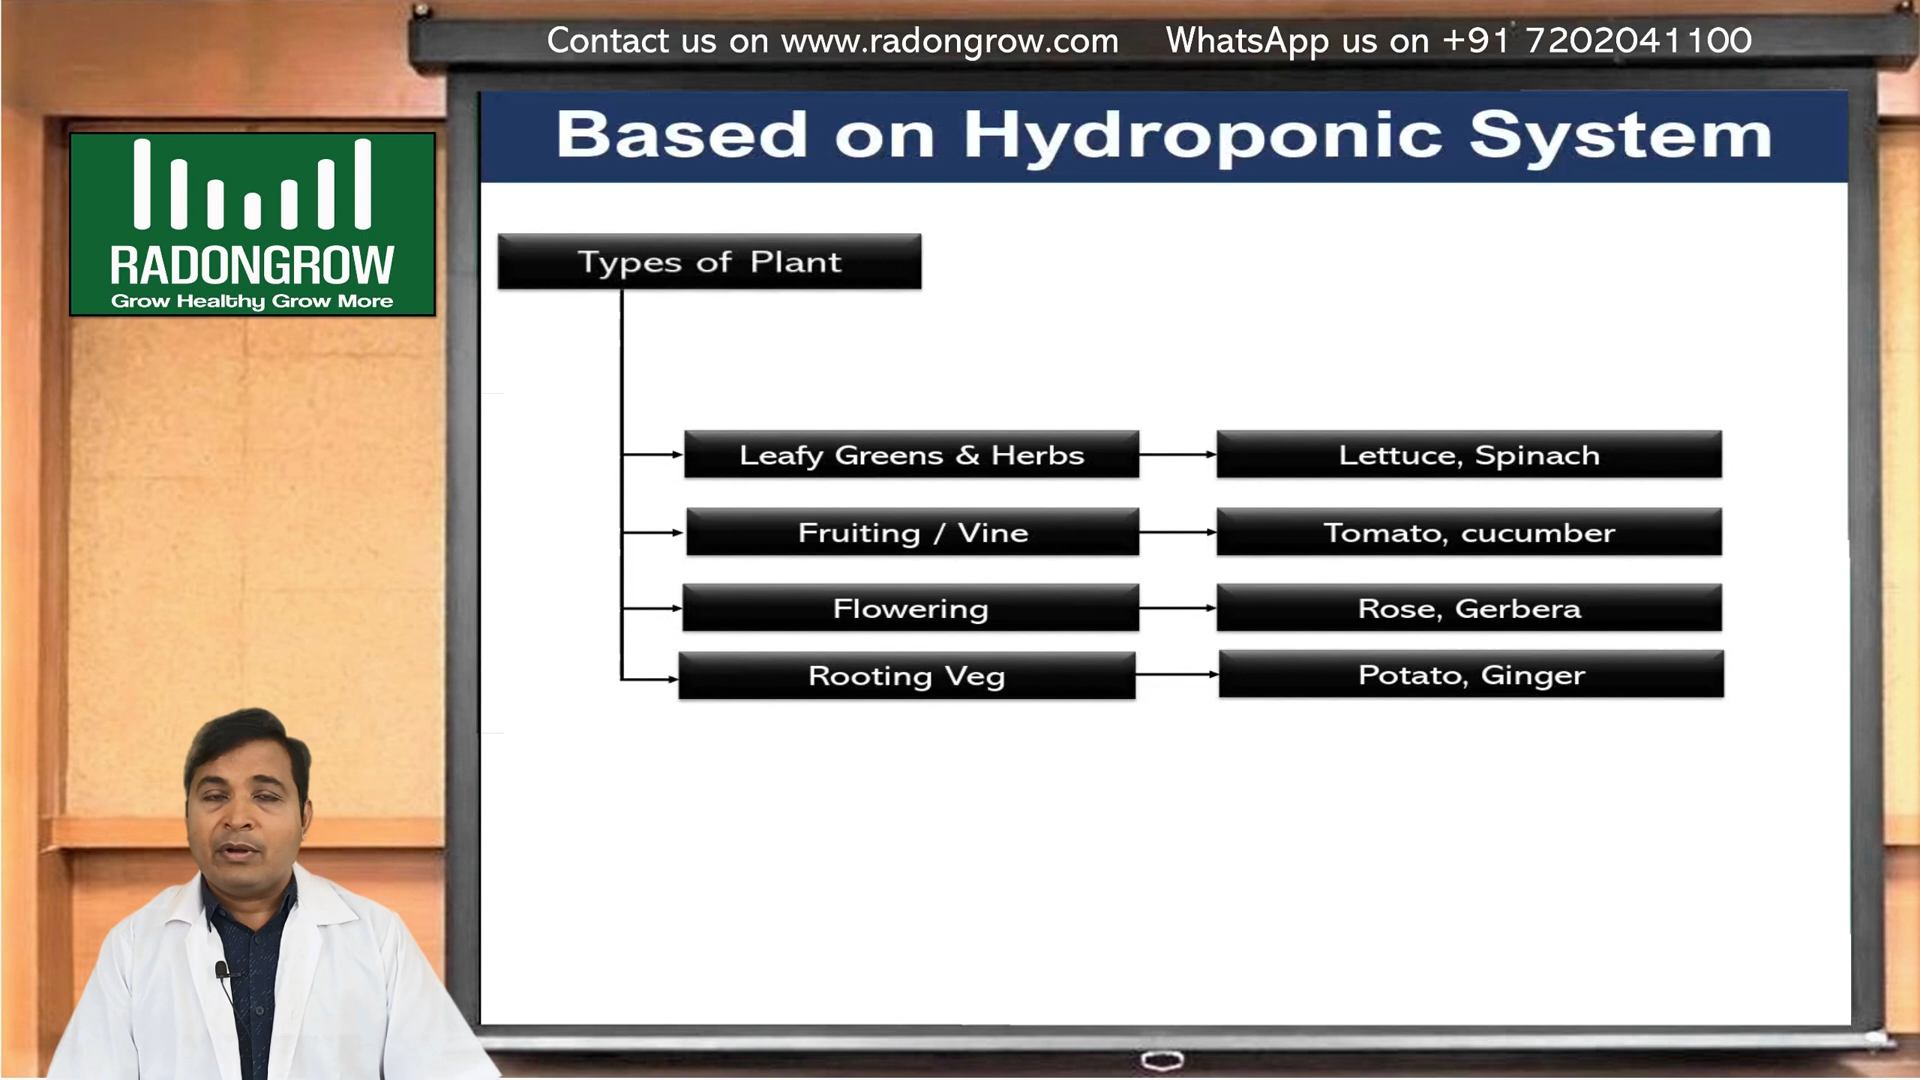 Contact us on www.radongrow.com WhatsApp us on +91 7202041100
RADONGROW
Grow Healthy Grow More
Based on Hydroponic System
Types of Plant
Leafy Greens & Herbs
Lettuce, Spinach
Fruiting / Vine
Tomato, cucumber
Flowering
Rose, Gerbera
Rooting Veg
Potato, Ginger